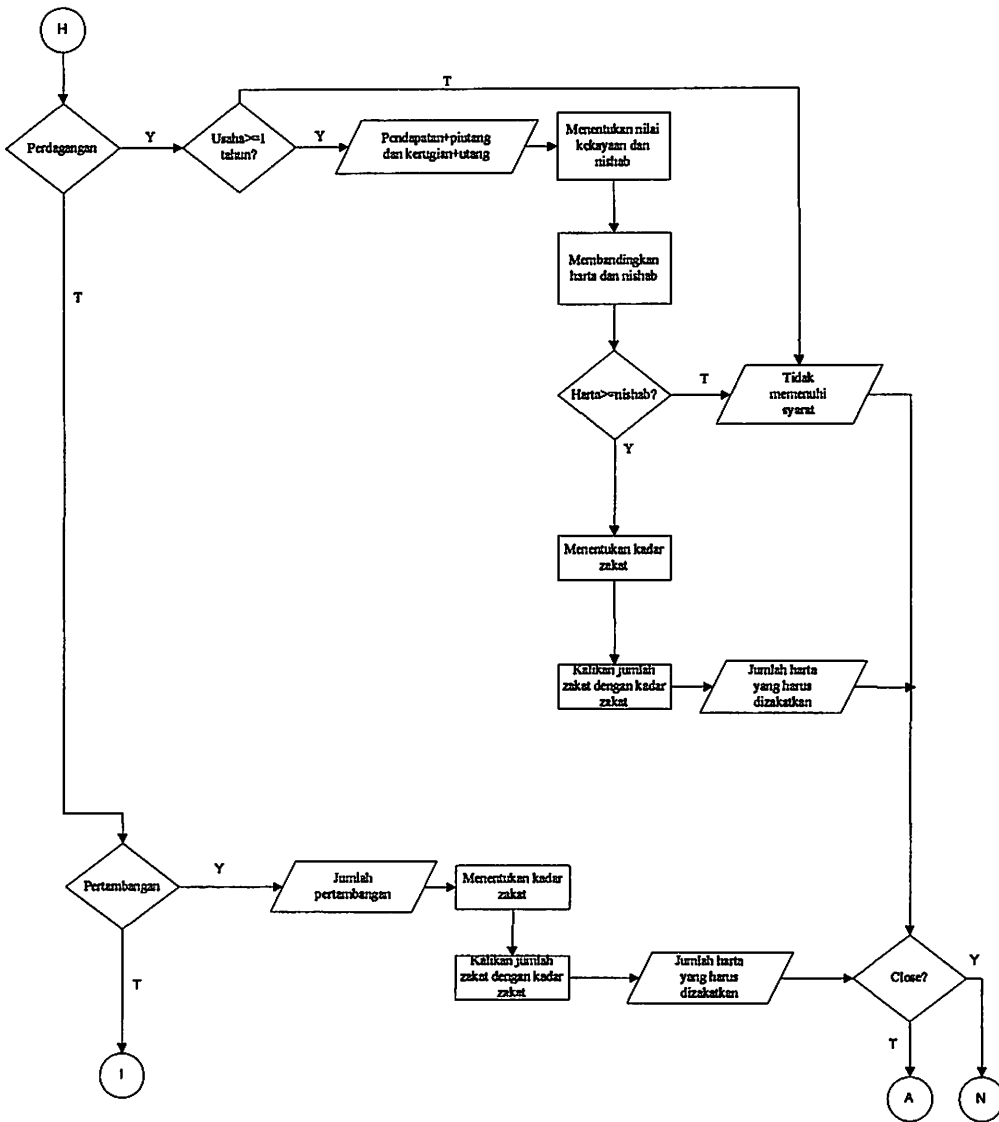 H
T
Perdagangan
Y
Usaha>=1
tahun?
Y
Pendapatan+piutang
dan kerugian+utang
Menentukan nilai
kekayaan dan
nishab
Membandingkan
harta dan nishab
T
Harta>=nishab?
T
Tidak
memenuhi
syarat
Y
Menentukan kadar
zakat
Kalikan jumlah
zakat dengan kadar
zakat
Jumlah harta
yang harus
dizakatkan
Pertambangan
Y
Jumlah
pertambangan
Menentukan kadar
zakat
Kalikan jumlah
zakat dengan kadar
zakat
Jumlah harta
yang harus
dizakatkan
Close?
Y
T
T
I
A
N